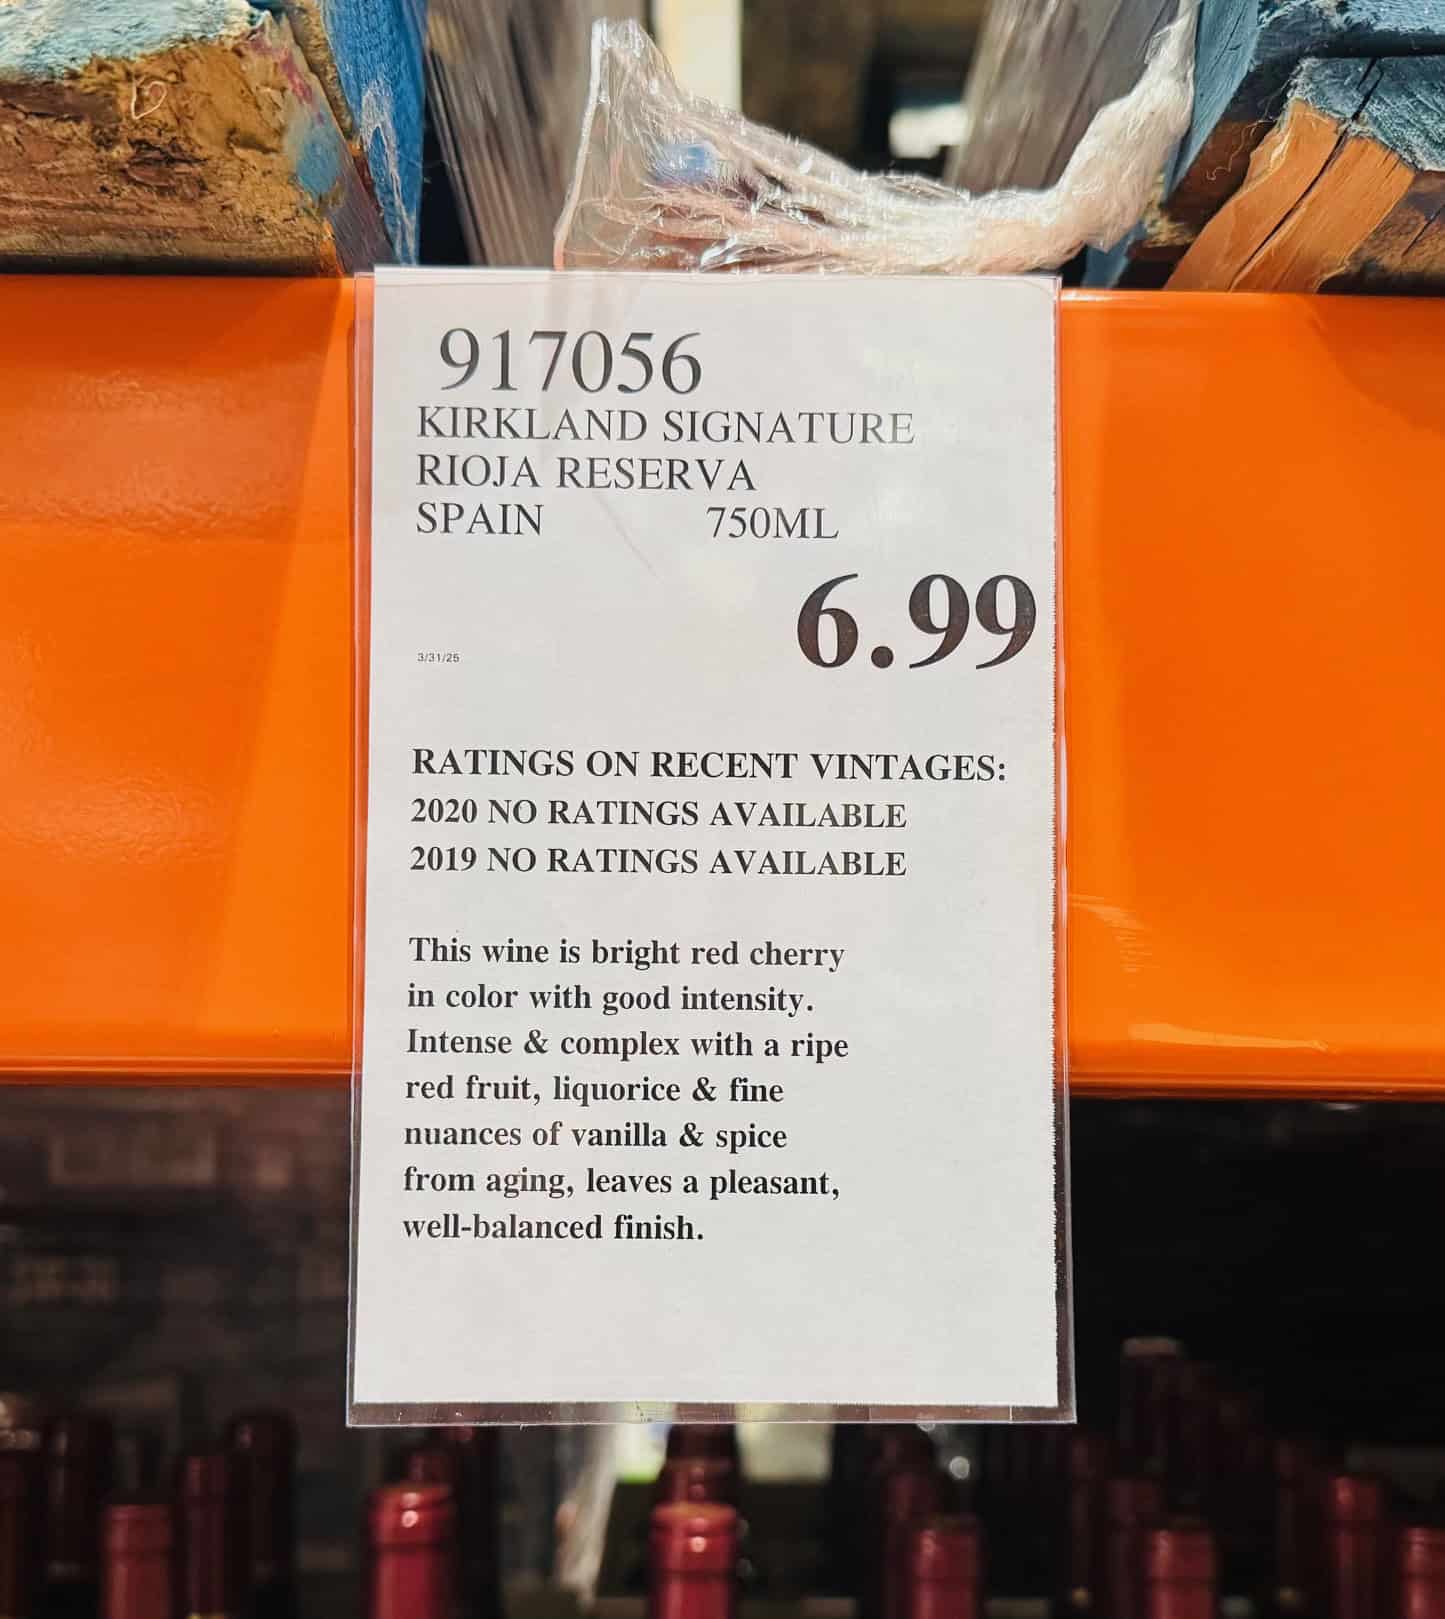 917056
KIRKLAND SIGNATURE
RIOJA RESERVA
SPAIN 750ML
6.99
3/31/25
RATINGS ON RECENT VINTAGES:
2020 NO RATINGS AVAILABLE
2019 NO RATINGS AVAILABLE
This wine is bright red cherry
in color with good intensity.
Intense & complex with a ripe
red fruit, liquorice & fine
nuances of vanilla & spice
from aging, leaves a pleasant,
well-balanced finish.